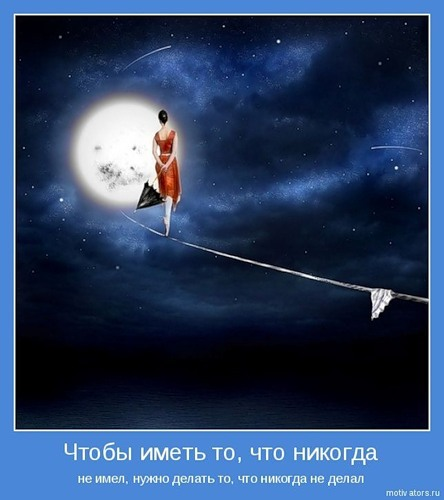 Чтобы иметь то, что никогда
не имел, нужно делать то, что никогда не делал
motivators.ru